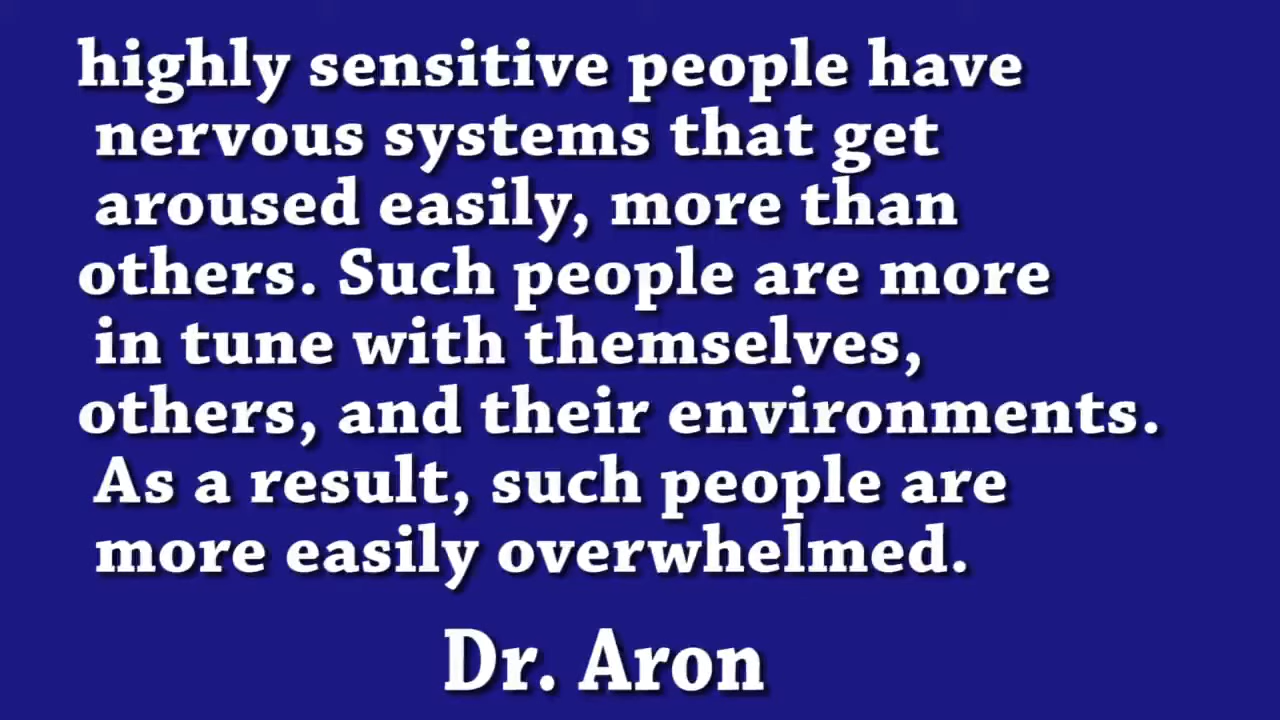 highly sensitive people have
nervous systems that get
aroused easily, more than
others. Such people are more
in tune with themselves,
others, and their environments.
As a result, such people are
more easily overwhelmed.
Dr. Aron